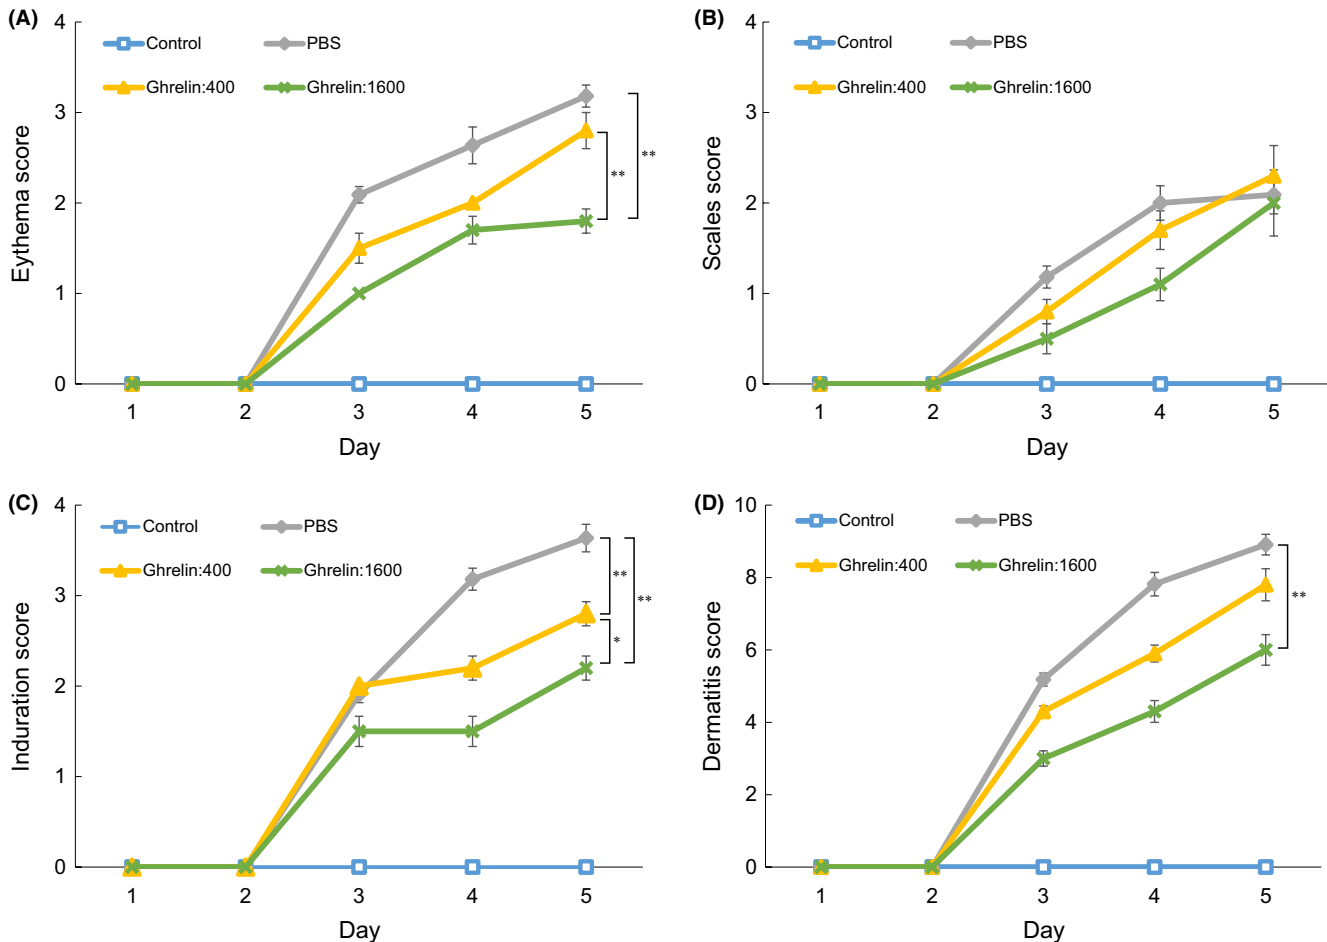 (A)
4
3
2
1
0
Eythema score
Control
PBS
Ghrelin:400
Ghrelin:1600
**
**
1 2 3 4 5
Day
(B)
4
3
2
1
0
Scales score
Control
PBS
Ghrelin:400
Ghrelin:1600
1 2 3 4 5
Day
(C)
4
3
2
1
0
Induration score
Control
PBS
Ghrelin:400
Ghrelin:1600
**
**
*
1 2 3 4 5
Day
(D)
10
8
6
4
2
0
Dermatitis score
Control
PBS
Ghrelin:400
Ghrelin:1600
**
1 2 3 4 5
Day